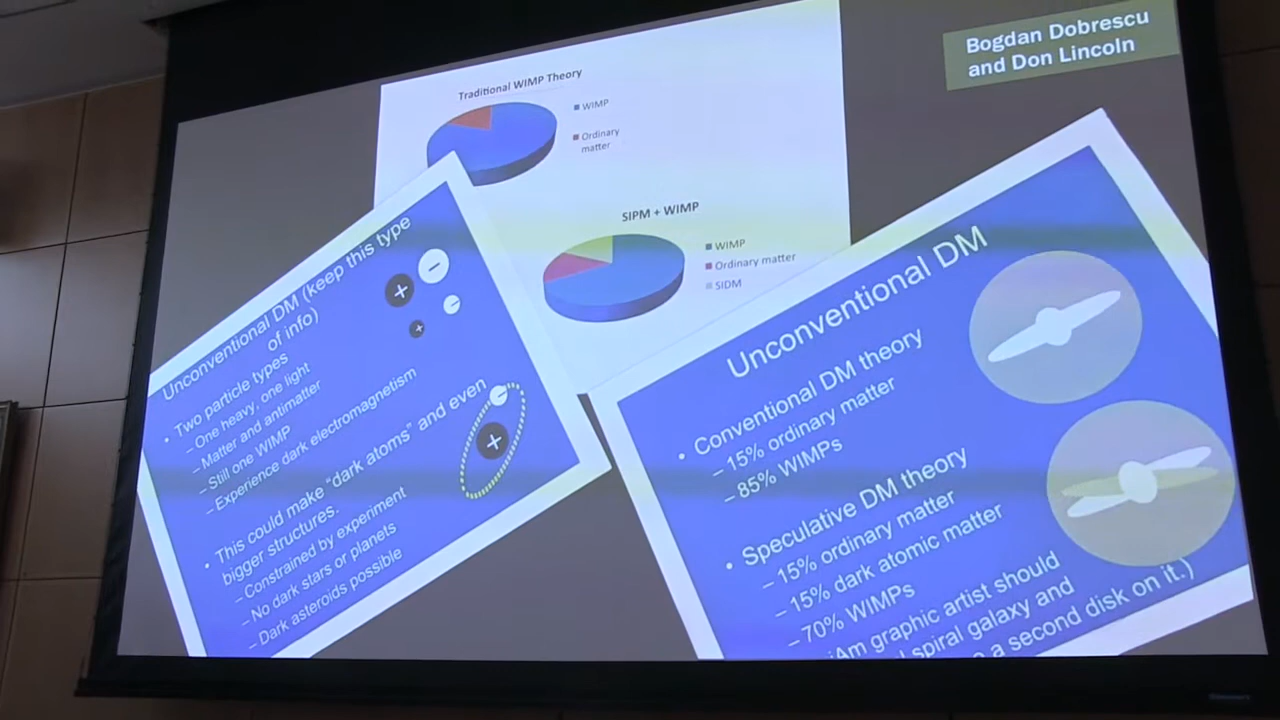 Bogdan Dobrescu
and Don Lincoln
Traditional WIMP Theory
WIMP
Ordinary
matter
SIPM + WIMP
WIMP
Ordinary matter
SIDM
Unconventional DM (keep this type
of info)
• Two particle types
– One heavy, one light
– Matter and antimatter
– Still one WIMP
– Experience dark electromagnetism
• This could make “dark atoms” and even
bigger structures.
– Constrained by experiment
– No dark stars or planets
– Dark asteroids possible
+
−
−
+
−
+
Unconventional DM
• Conventional DM theory
– 15% ordinary matter
– 85% WIMPs
• Speculative DM theory
– 15% ordinary matter
– 15% dark atomic matter
– 70% WIMPs
Am graphic artist should
spiral galaxy and
a second disk on it.)